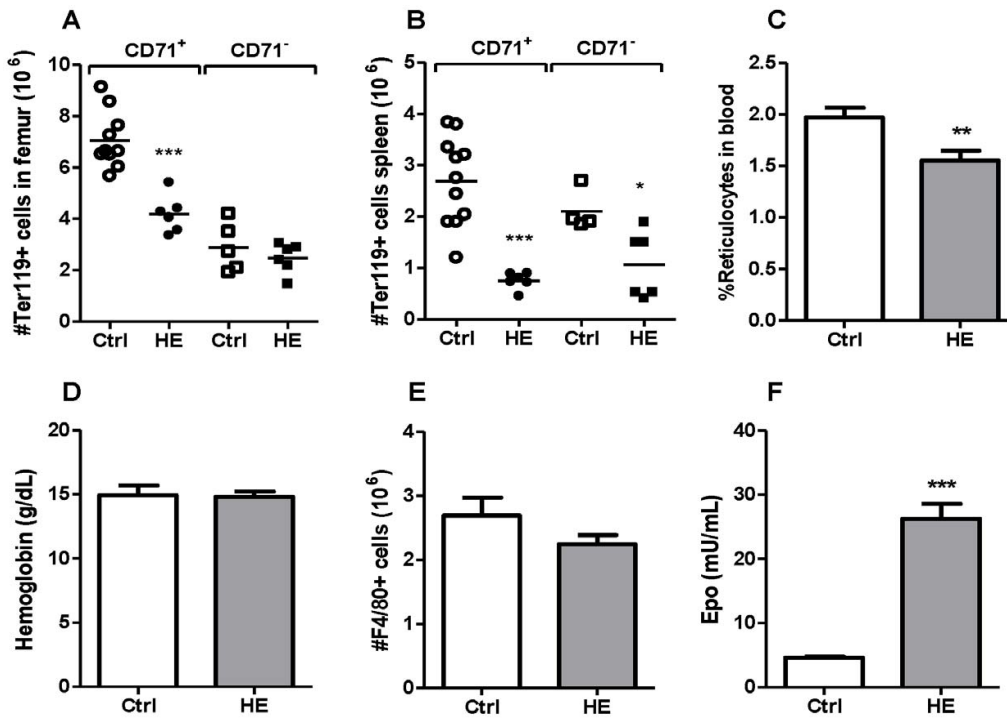 A
CD71+ CD71-
#Ter119+ cells in femur (10^6)
10
8
6
4
2
0
***
Ctrl HE Ctrl HE
B
CD71+ CD71-
#Ter119+ cells spleen (10^6)
5
4
3
2
1
0
***
*
Ctrl HE Ctrl HE
C
%Reticulocytes in blood
2.5
2.0
1.5
1.0
0.5
0.0
**
Ctrl HE
D
Hemoglobin (g/dL)
20
15
10
5
0
Ctrl HE
E
#F4/80+ cells (10^6)
4
3
2
1
0
Ctrl HE
F
Epo (mU/mL)
40
30
20
10
0
***
Ctrl HE